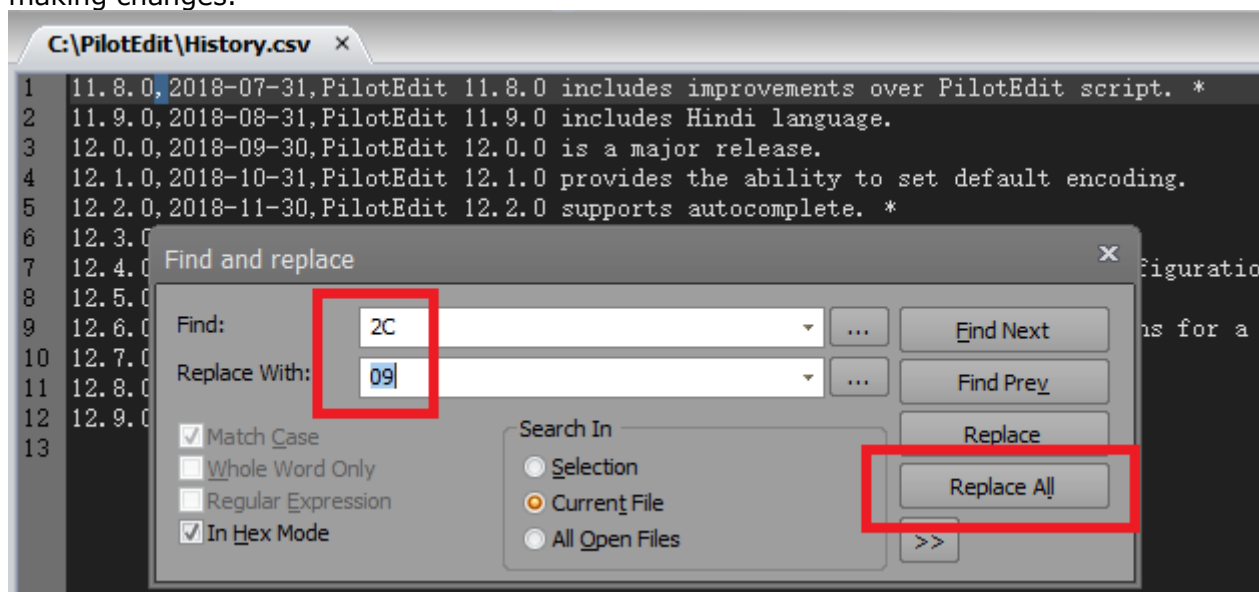 making changes.
C:\PilotEdit\History.csv ×
1 11.8.0,2018-07-31,PilotEdit 11.8.0 includes improvements over PilotEdit script. *
2 11.9.0,2018-08-31,PilotEdit 11.9.0 includes Hindi language.
3 12.0.0,2018-09-30,PilotEdit 12.0.0 is a major release.
4 12.1.0,2018-10-31,PilotEdit 12.1.0 provides the ability to set default encoding.
5 12.2.0,2018-11-30,PilotEdit 12.2.0 supports autocomplete. *
6 12.3.0
7 12.4.0 figuratio
8 12.5.0
9 12.6.0 ns for a
10 12.7.0
11 12.8.0
12 12.9.0
13
Find and replace x
Find: 2C ... Find Next
Replace With: 09 ... Find Prev
Match Case
Whole Word Only
Regular Expression
In Hex Mode
Search In
Selection
Current File
All Open Files
Replace
Replace All
>>